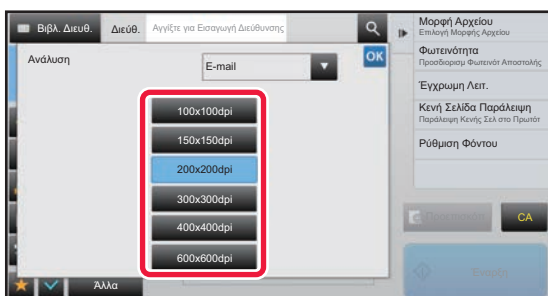 Βιβλ. Διευθ.
Διεύθ.
Αγγίξτε για Εισαγωγή Διεύθυνσης
Ανάλυση
E-mail
OK
100x100dpi
150x150dpi
200x200dpi
300x300dpi
400x400dpi
600x600dpi
Άλλα
Μορφή Αρχείου
Επιλογή Μορφής Αρχείου
Φωτεινότητα
Προσδιορισμ Φωτεινότ Αποστολής
Έγχρωμη Λειτ.
Κενή Σελίδα Παράλειψη
Παράλειψη Κενής Σελ στο Πρωτότ
Ρύθμιση Φόντου
CA
Έναρξη